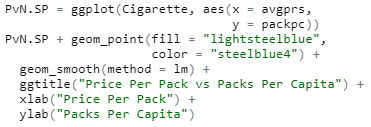 PvN.SP = ggplot(Cigarette, aes(x = avgprs,
y = packpc))
PvN.SP + geom_point(fill = "lightsteelblue",
color = "steelblue4") +
geom_smooth(method = lm) +
ggtitle("Price Per Pack vs Packs Per Capita") +
xlab("Price Per Pack") +
ylab("Packs Per Capita")